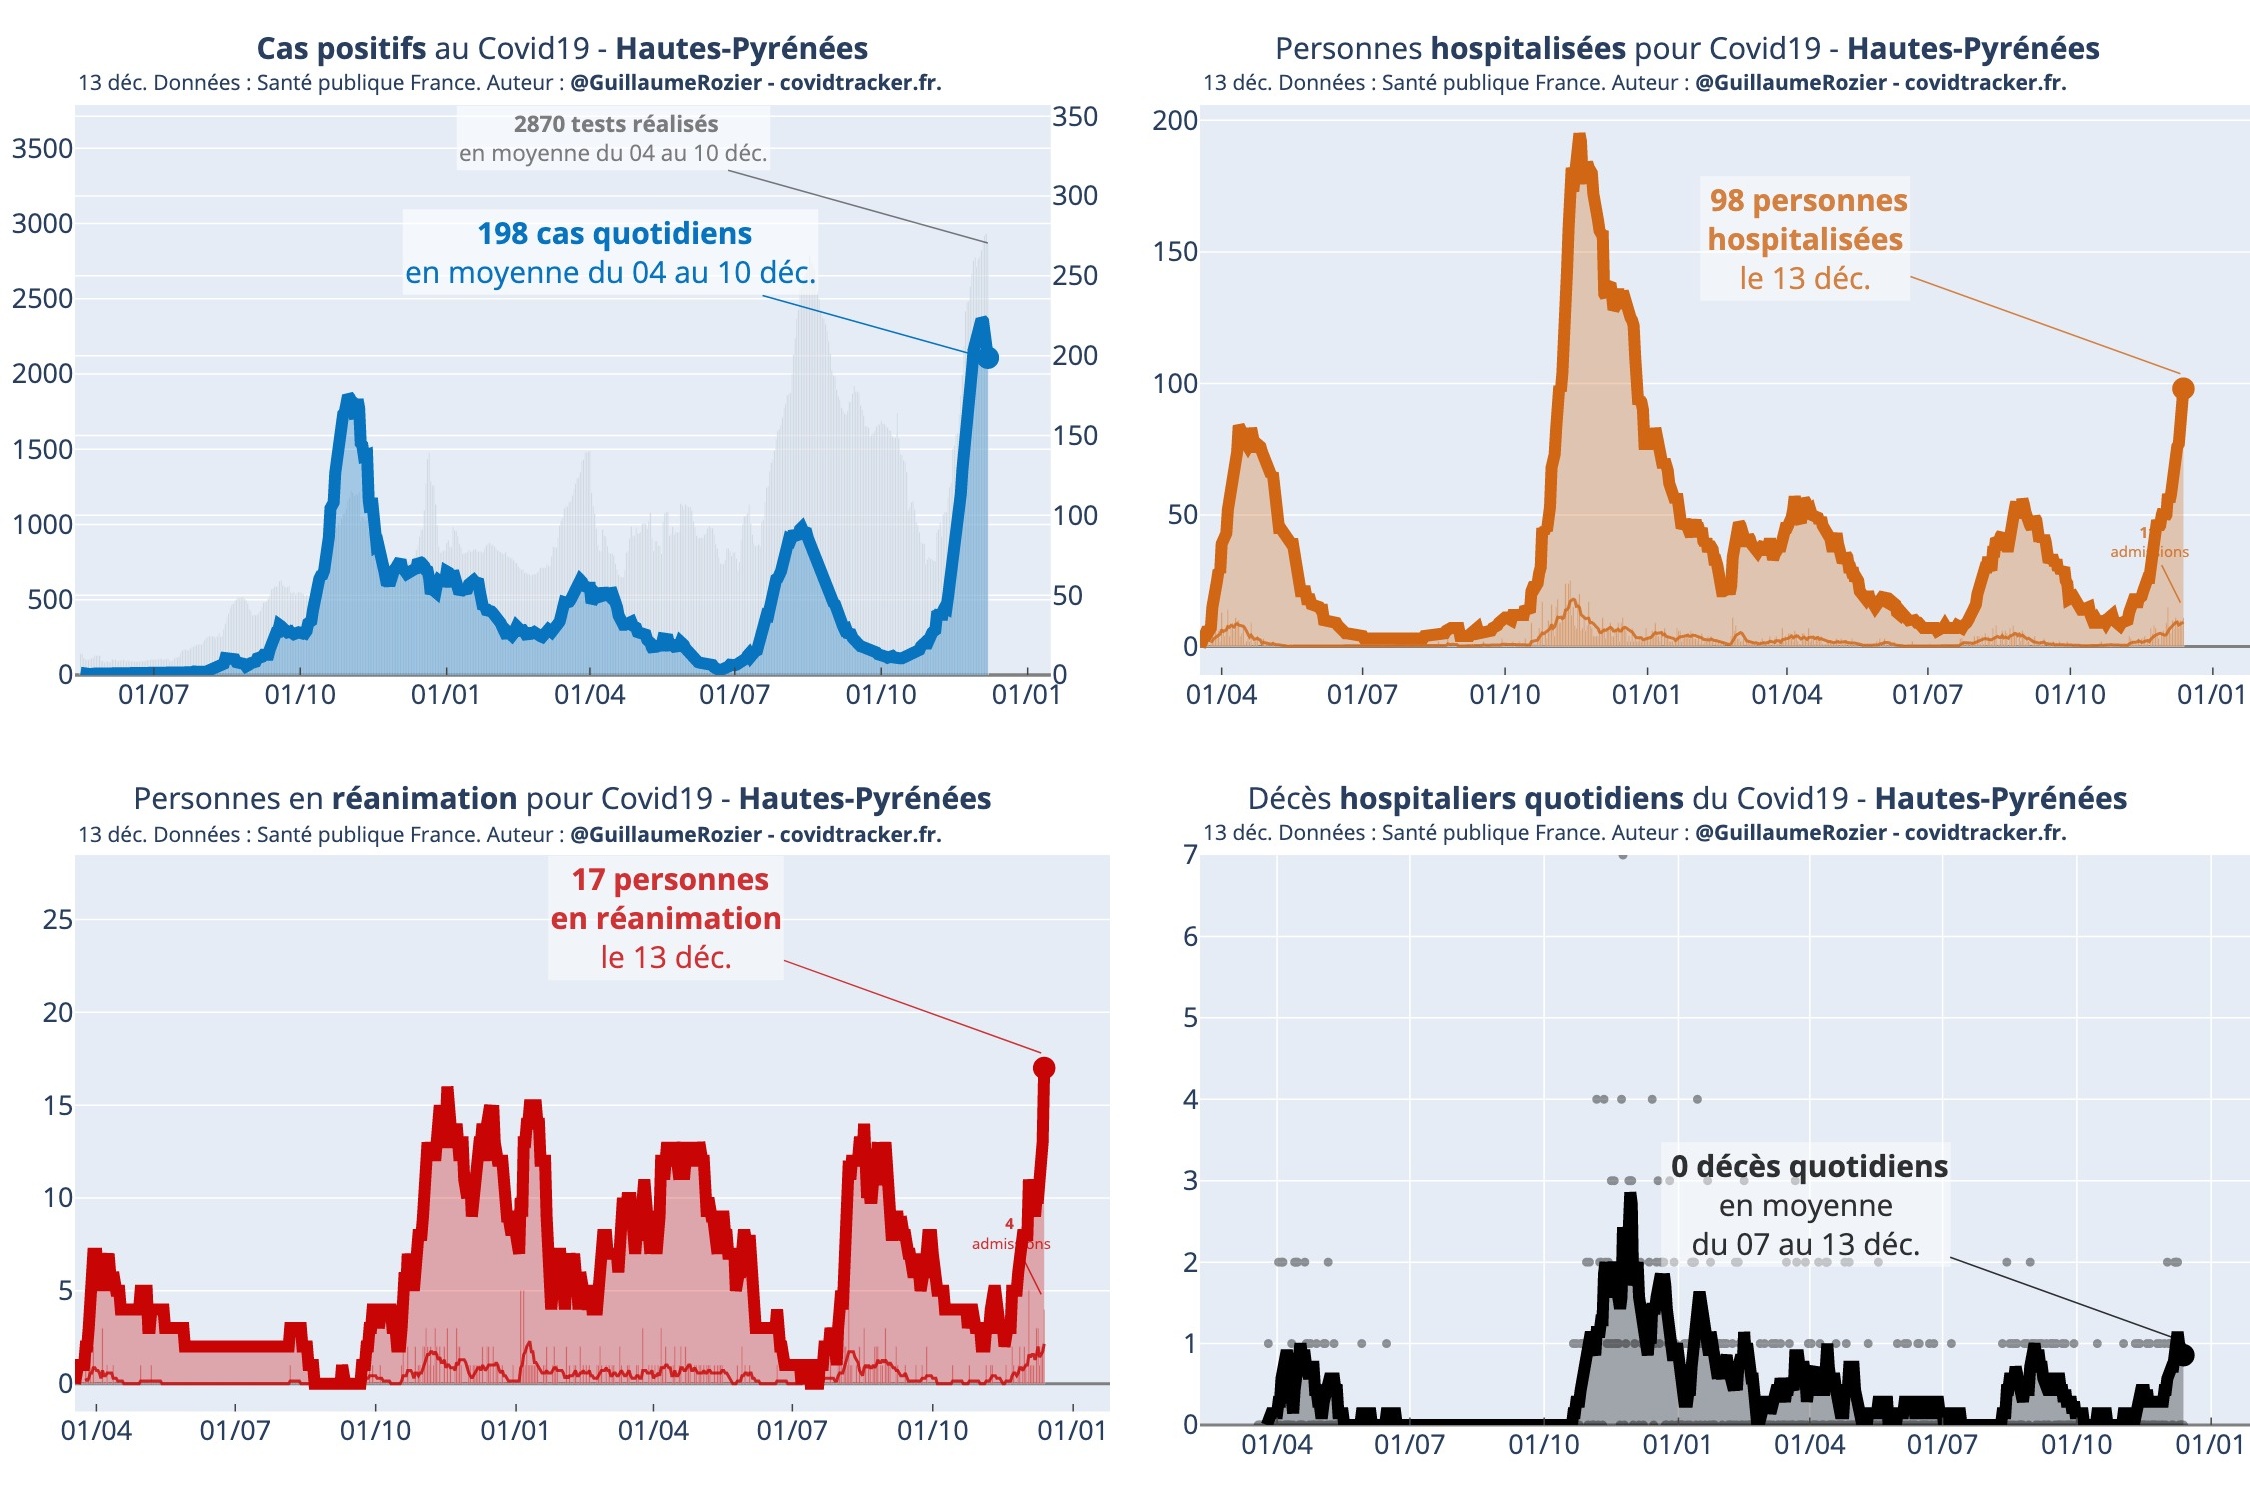 Cas positifs au Covid19 - Hautes-Pyrénées
13 déc. Données : Santé publique France. Auteur : @GuillaumeRozier - covidtracker.fr.
2870 tests réalisés
en moyenne du 04 au 10 déc.
198 cas quotidiens
en moyenne du 04 au 10 déc.
3500
3000
2500
2000
1500
1000
500
0
350
300
250
200
150
100
50
0
01/07 01/10 01/01 01/04 01/07 01/10 01/01
Personnes hospitalisées pour Covid19 - Hautes-Pyrénées
13 déc. Données : Santé publique France. Auteur : @GuillaumeRozier - covidtracker.fr.
98 personnes
hospitalisées
le 13 déc.
admissions
200
150
100
50
0
01/04 01/07 01/10 01/01 01/04 01/07 01/10 01/01
Personnes en réanimation pour Covid19 - Hautes-Pyrénées
13 déc. Données : Santé publique France. Auteur : @GuillaumeRozier - covidtracker.fr.
17 personnes
en réanimation
le 13 déc.
4
admissions
25
20
15
10
5
0
01/04 01/07 01/10 01/01 01/04 01/07 01/10 01/01
Décès hospitaliers quotidiens du Covid19 - Hautes-Pyrénées
13 déc. Données : Santé publique France. Auteur : @GuillaumeRozier - covidtracker.fr.
0 décès quotidiens
en moyenne
du 07 au 13 déc.
7
6
5
4
3
2
1
0
01/04 01/07 01/10 01/01 01/04 01/07 01/10 01/01